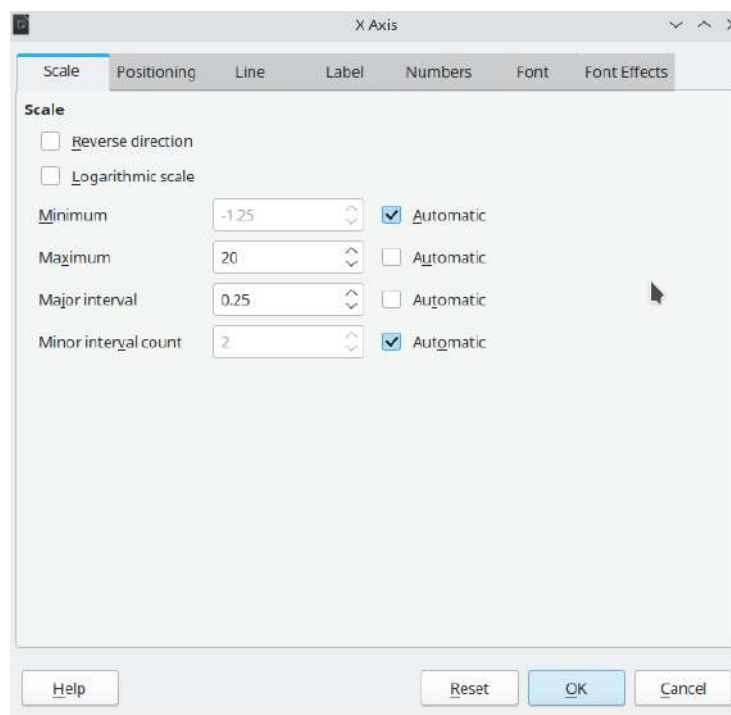 X Axis
Scale Positioning Line Label Numbers Font Font Effects
Scale
Reverse direction
Logarithmic scale
Minimum -1.25 Automatic
Maximum 20 Automatic
Major interval 0.25 Automatic
Minor interval count 2 Automatic
Help Reset OK Cancel